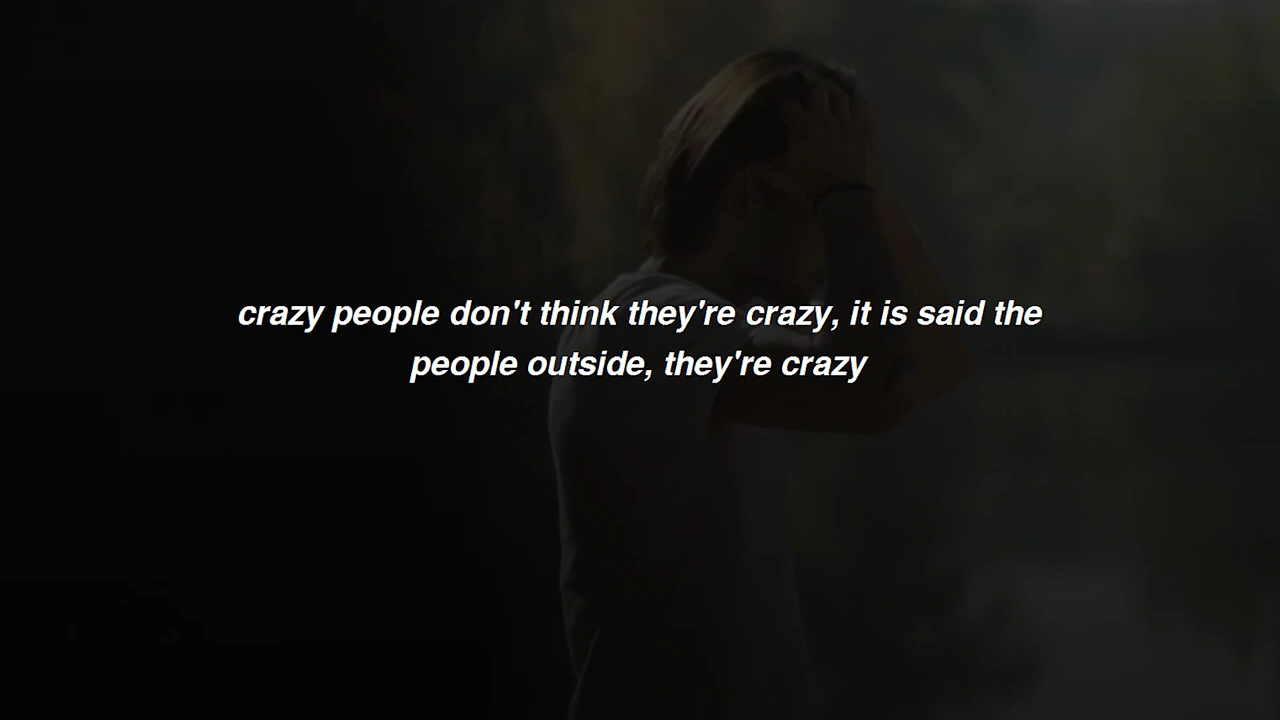 crazy people don't think they're crazy, it is said the
people outside, they're crazy